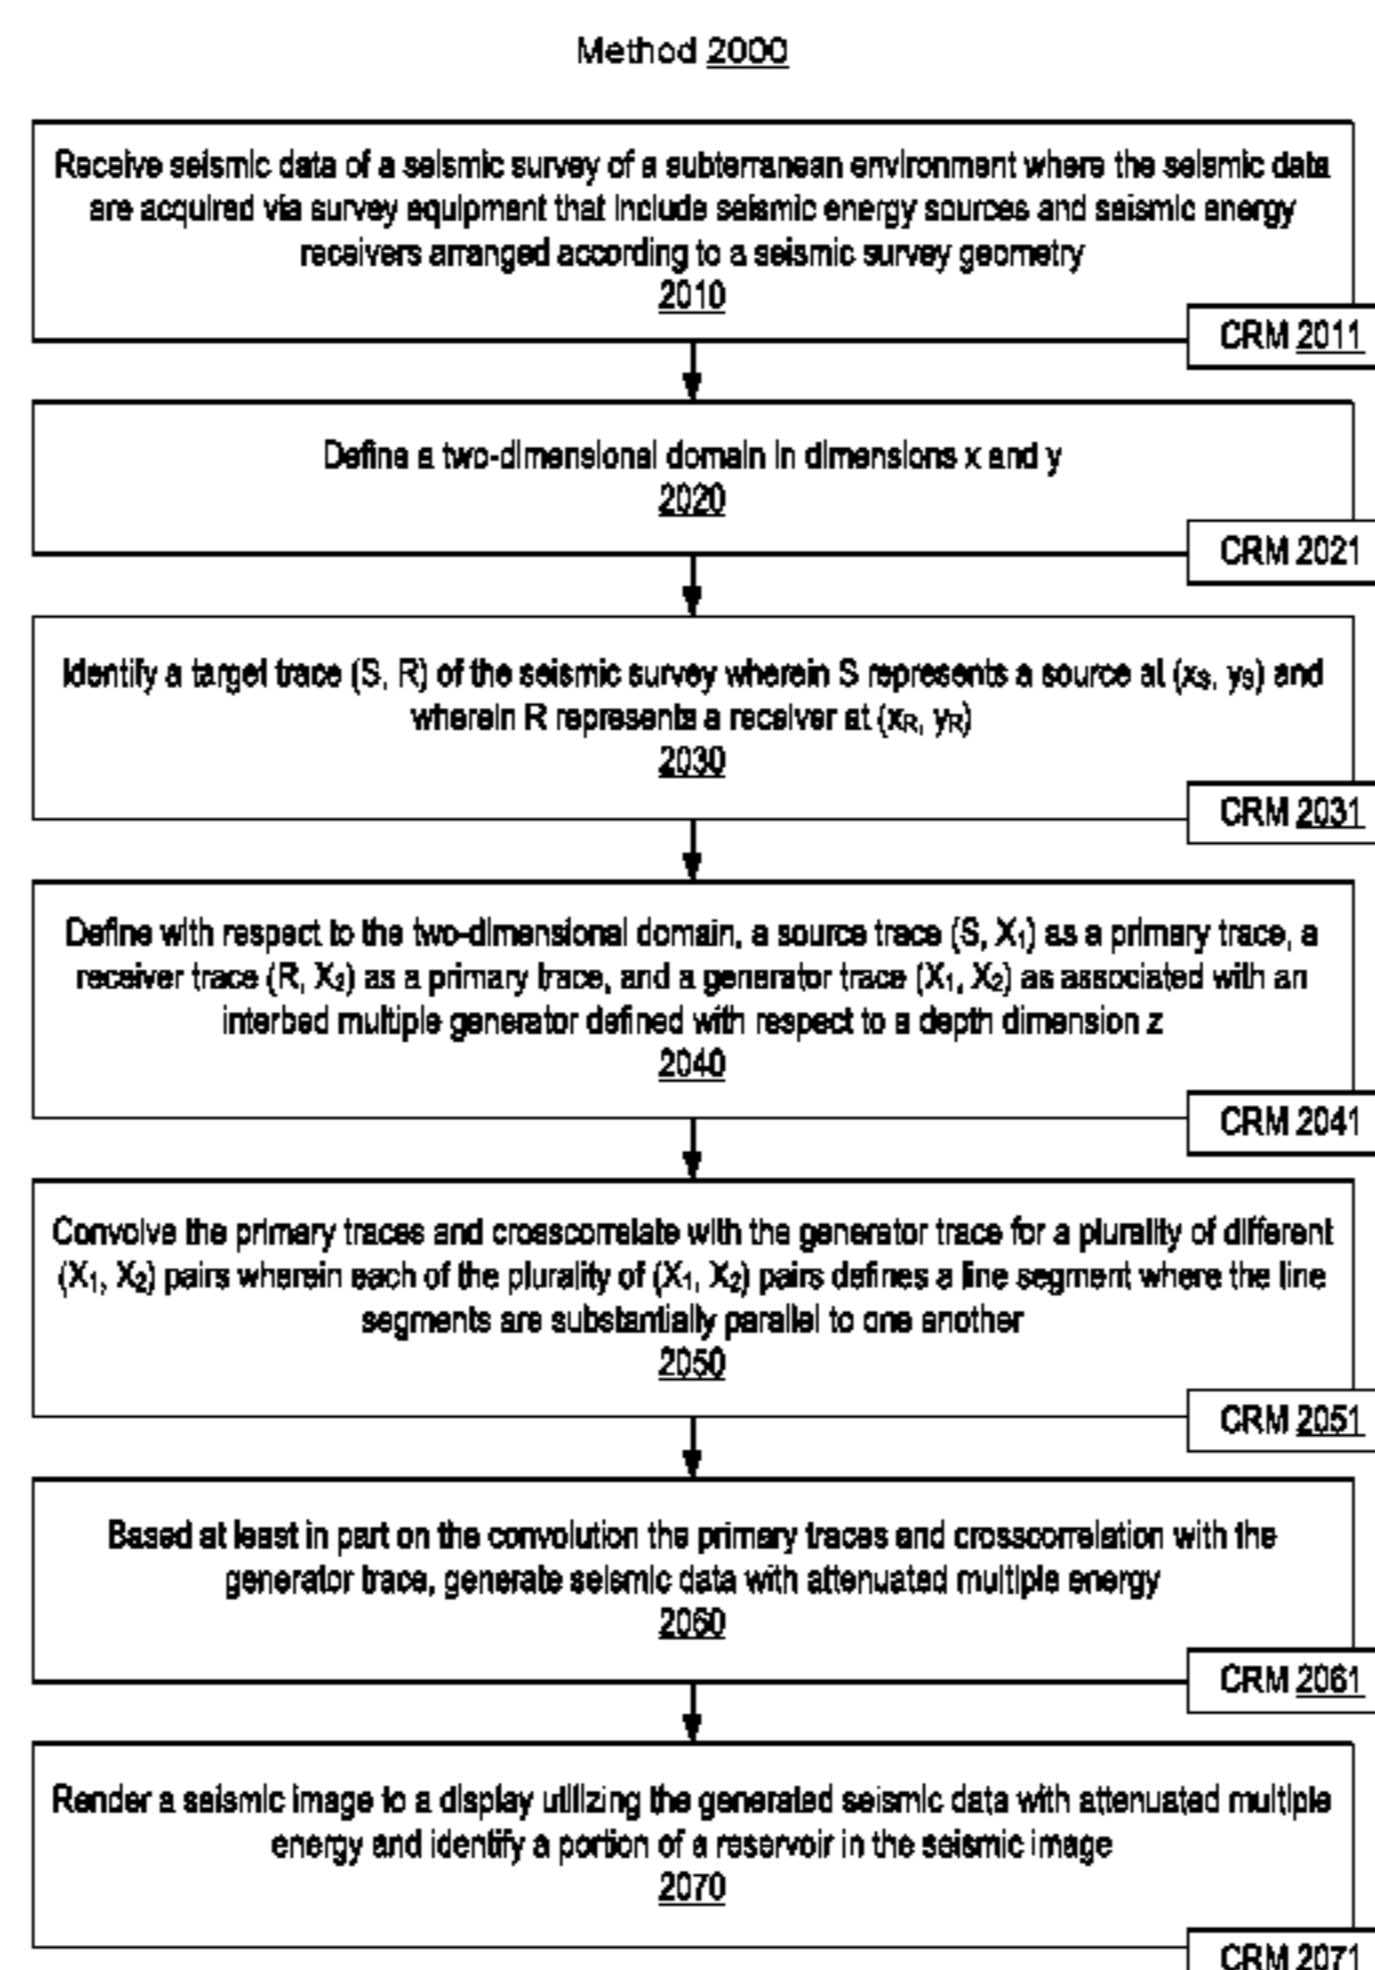 Method 2000
Receive seismic data of a seismic survey of a subterranean environment where the seismic data
are acquired via survey equipment that include seismic energy sources and seismic energy
receivers arranged according to a seismic survey geometry
2010
CRM 2011
Define a two-dimensional domain in dimensions x and y
2020
CRM 2021
Identify a target trace (S, R) of the seismic survey wherein S represents a source at (xS, yS) and
wherein R represents a receiver at (xR, yR)
2030
CRM 2031
Define with respect to the two-dimensional domain, a source trace (S, X1) as a primary trace, a
receiver trace (R, X2) as a primary trace, and a generator trace (X1, X2) as associated with an
interbed multiple generator defined with respect to a depth dimension z
2040
CRM 2041
Convolve the primary traces and crosscorrelate with the generator trace for a plurality of different
(X1, X2) pairs wherein each of the plurality of (X1, X2) pairs defines a line segment where the line
segments are substantially parallel to one another
2050
CRM 2051
Based at least in part on the convolution the primary traces and crosscorrelation with the
generator trace, generate seismic data with attenuated multiple energy
2060
CRM 2061
Render a seismic image to a display utilizing the generated seismic data with attenuated multiple
energy and identify a portion of a reservoir in the seismic image
2070
CRM 2071